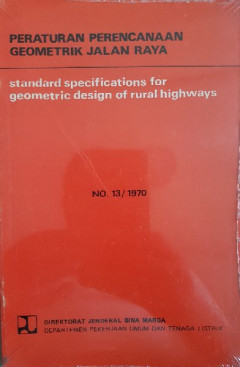 PERATURAN PERENCANAAN
GEOMETRIK JALAN RAYA
standard specifications for
geometric design of rural highways
NO. 13/1970
DIREKTORAT JENDERAL BINA MARGA
DEPARTEMEN PEKERJAAN UMUM DAN TENAGA LISTRIK